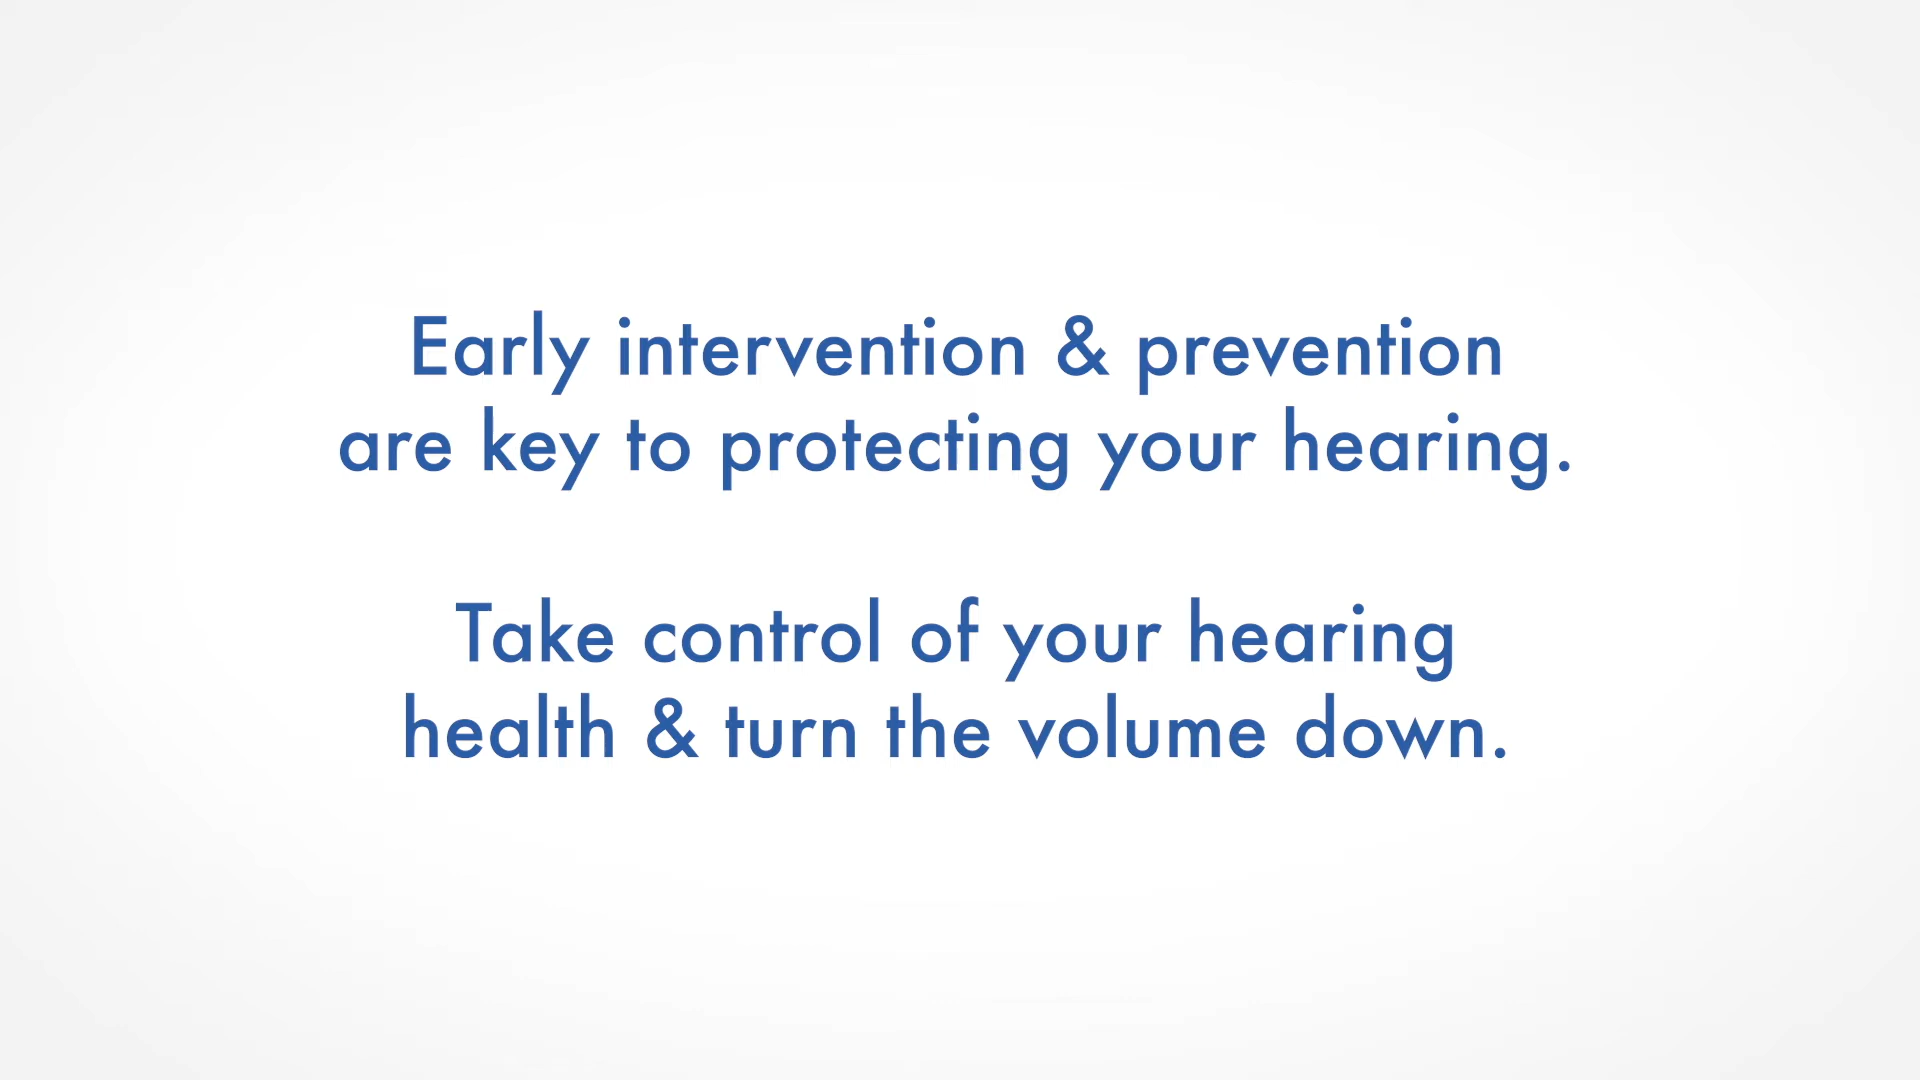 Early intervention & prevention
are key to protecting your hearing.
Take control of your hearing
health & turn the volume down.